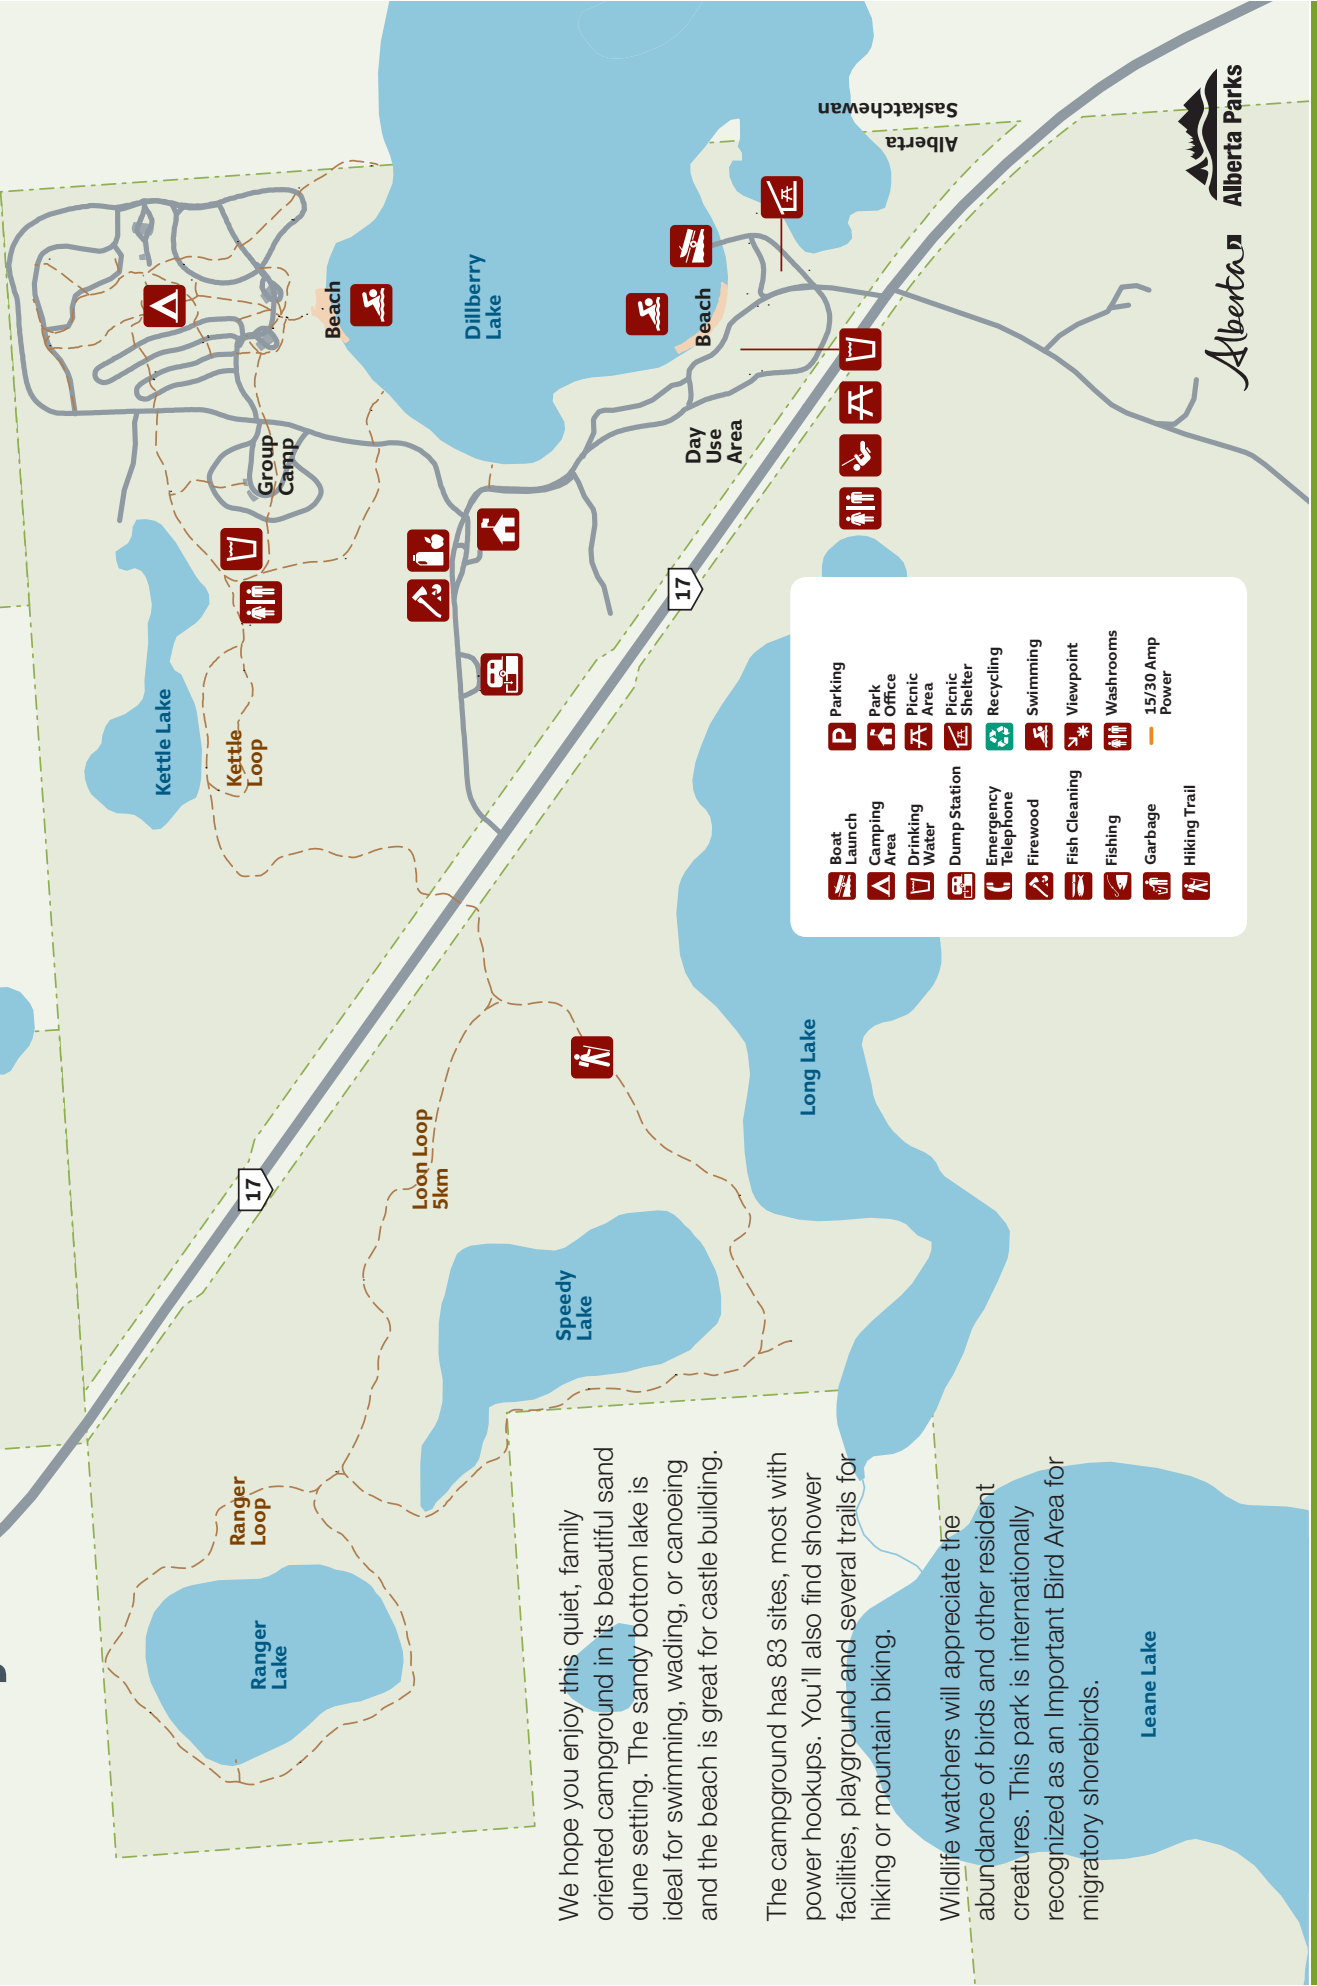 We hope you enjoy this quiet, family
oriented campground in its beautiful sand
dune setting. The sandy bottom lake is
ideal for swimming, wading, or canoeing
and the beach is great for castle building.
The campground has 83 sites, most with
power hookups. You'll also find shower
facilities, playground and several trails for
hiking or mountain biking.
Wildlife watchers will appreciate the
abundance of birds and other resident
creatures. This park is internationally
recognized as an Important Bird Area for
migratory shorebirds.
Ranger
Lake
Ranger
Loop
Speedy
Lake
Leane Lake
17
Loon Loop
5km
Long Lake
Kettle Lake
Kettle
Loop
17
Group
Camp
Beach
Dillberry
Lake
Beach
Day
Use
Area
Alberta
Saskatchewan
Boat
Launch
Camping
Area
Drinking
Water
Dump Station
Emergency
Telephone
Firewood
Fish Cleaning
Fishing
Garbage
Hiking Trail
P Parking
Park
Office
Picnic
Area
Picnic
Shelter
Recycling
Swimming
Viewpoint
Washrooms
15/30 Amp
Power
Alberta
Alberta Parks